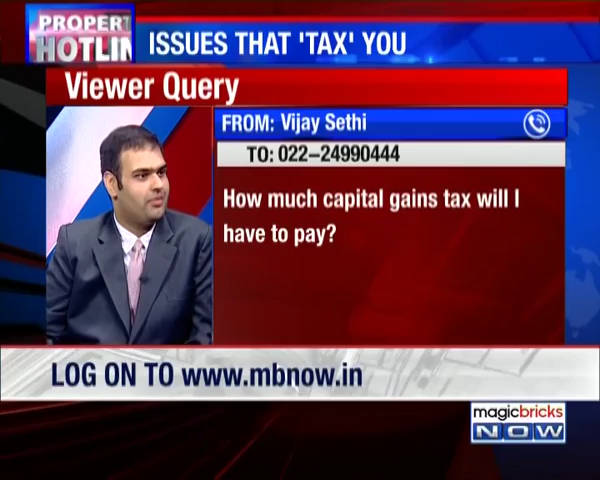 PROPERT
HOTLIN
ISSUES THAT 'TAX' YOU
Viewer Query
FROM: Vijay Sethi
TO: 022–24990444
How much capital gains tax will I
have to pay?
LOG ON TO www.mbnow.in
magicbricks
NOW